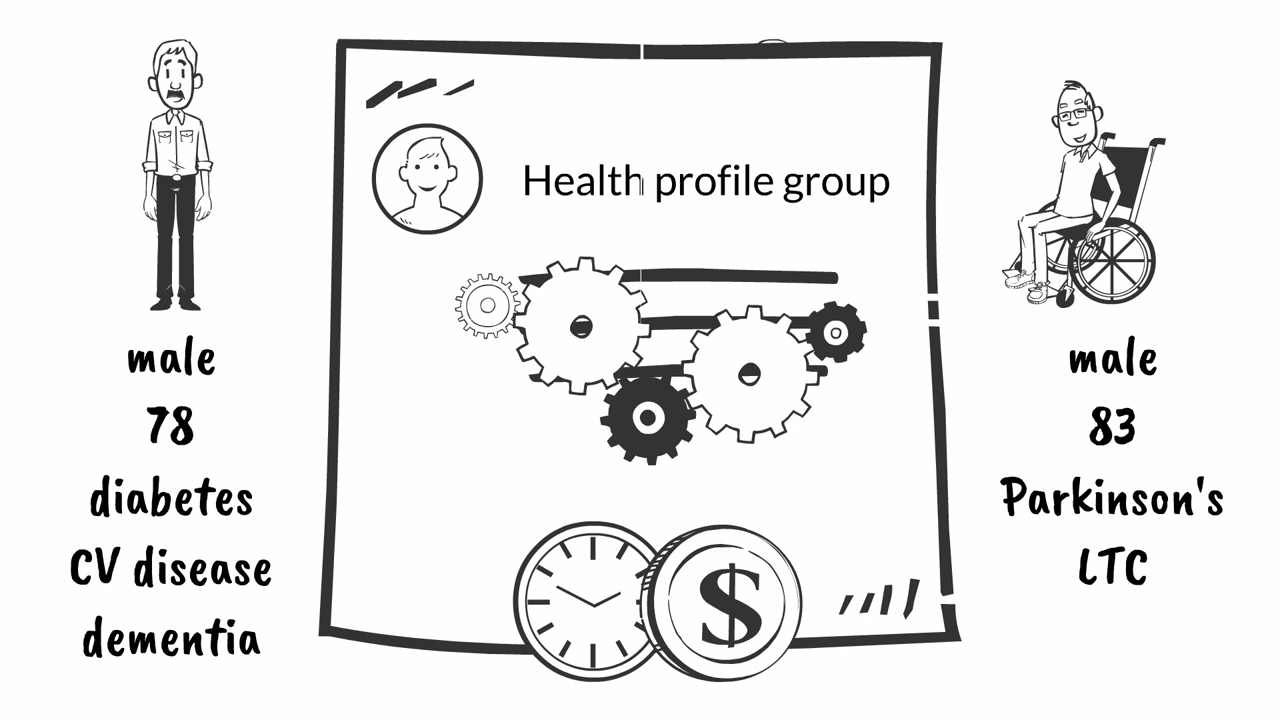 Health profile group
male
78
diabetes
CV disease
dementia
male
83
Parkinson's
LTC
$